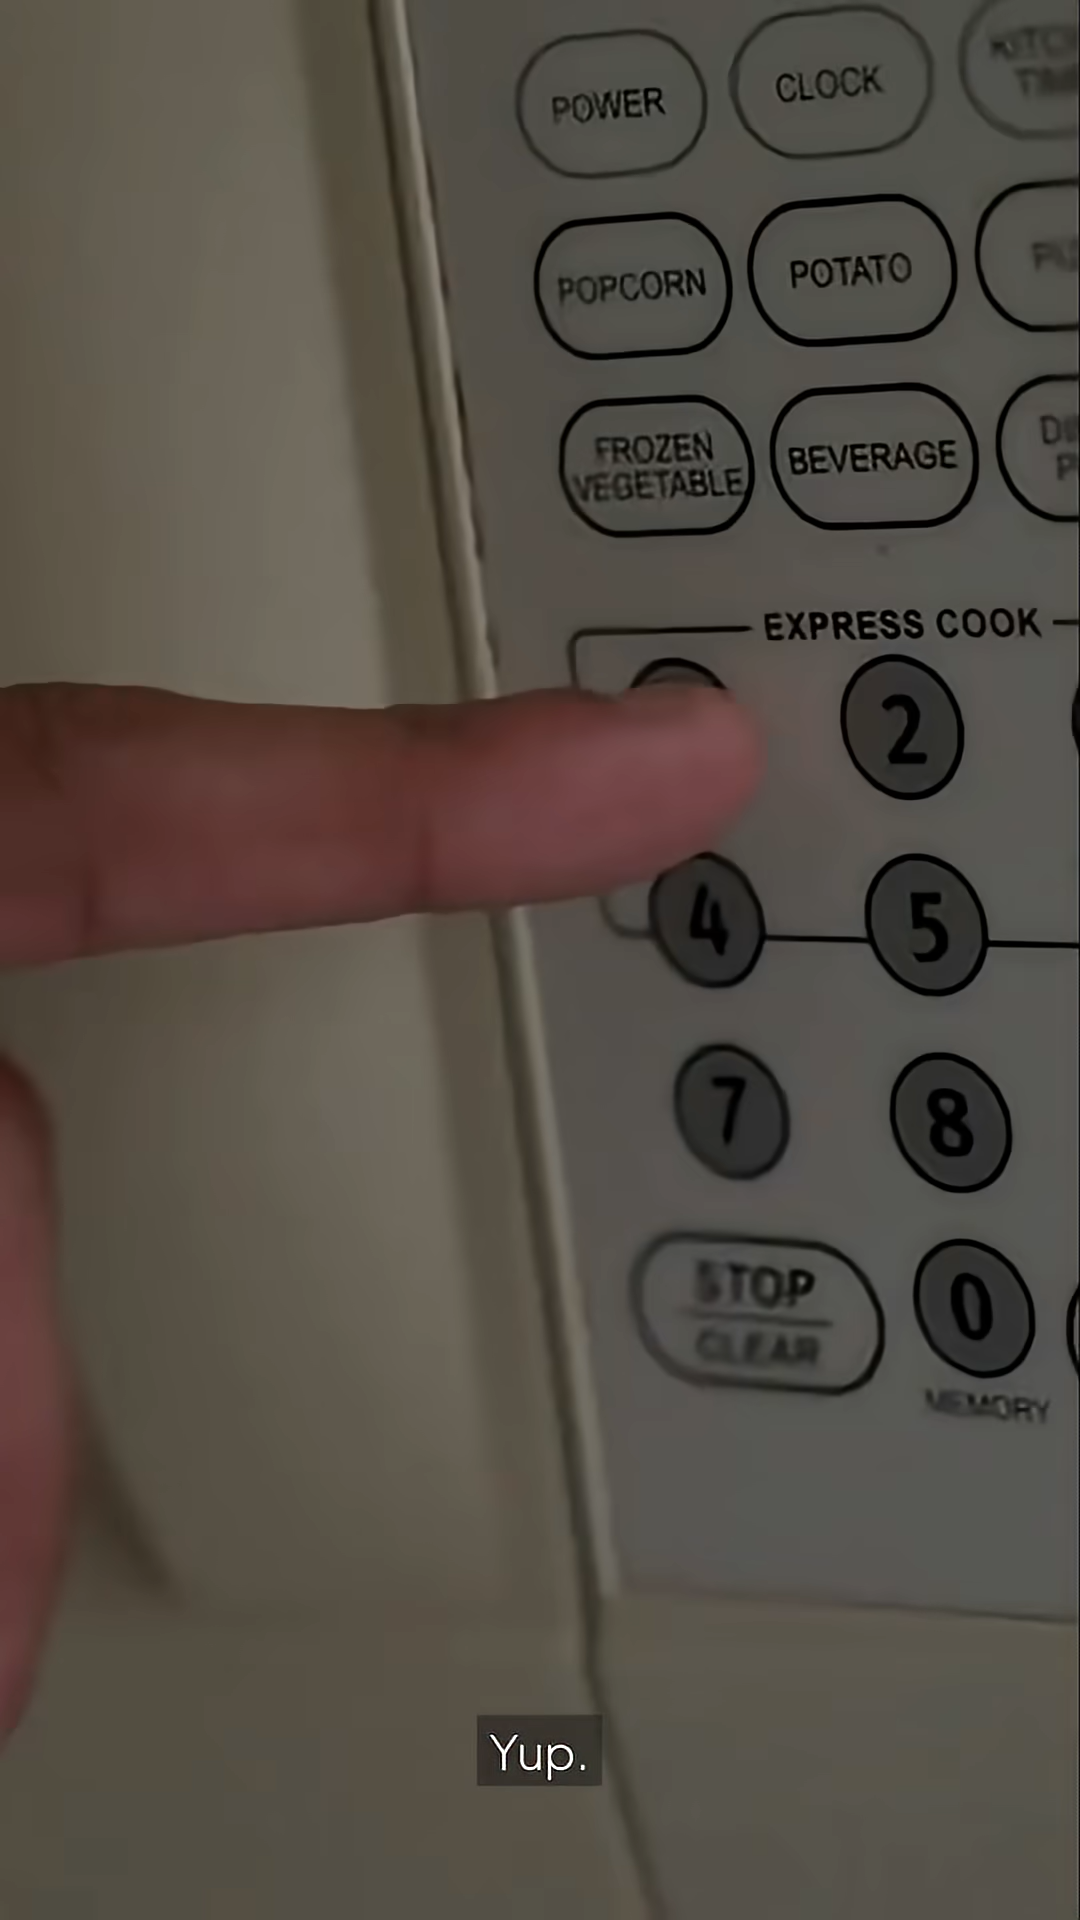 POWER
CLOCK
POPCORN
POTATO
FROZEN
VEGETABLE
BEVERAGE
EXPRESS COOK
2
4
5
7
8
STOP
CLEAR
0
MEMORY
Yup.